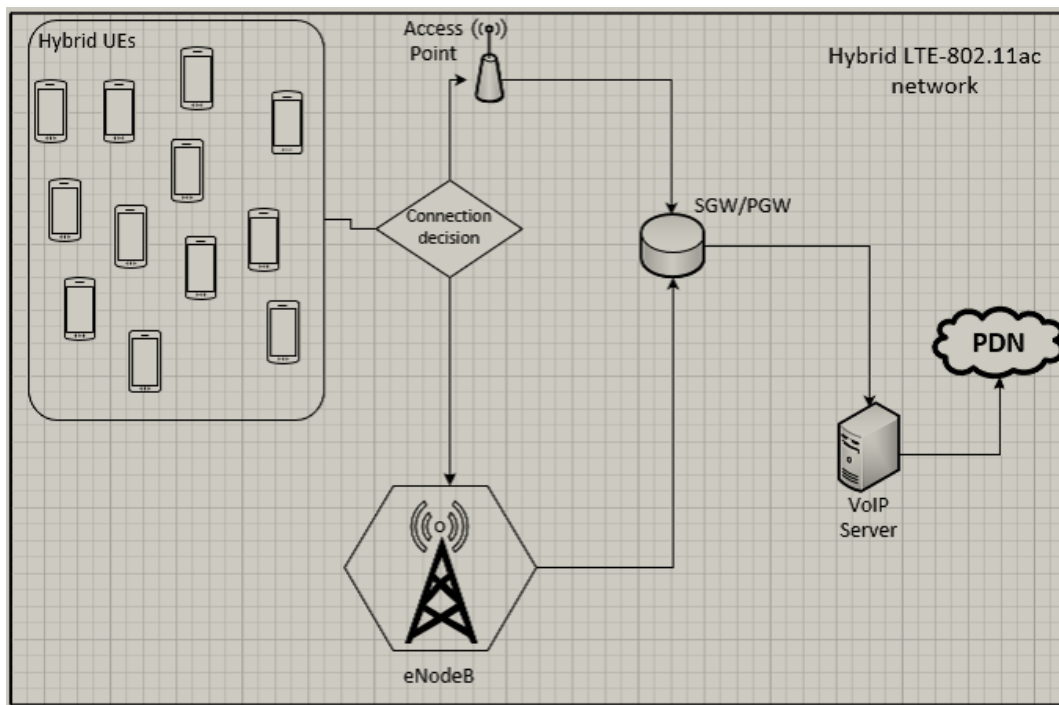 Hybrid UEs
Access
Point
Hybrid LTE-802.11ac
network
Connection
decision
SGW/PGW
PDN
VoIP
Server
eNodeB